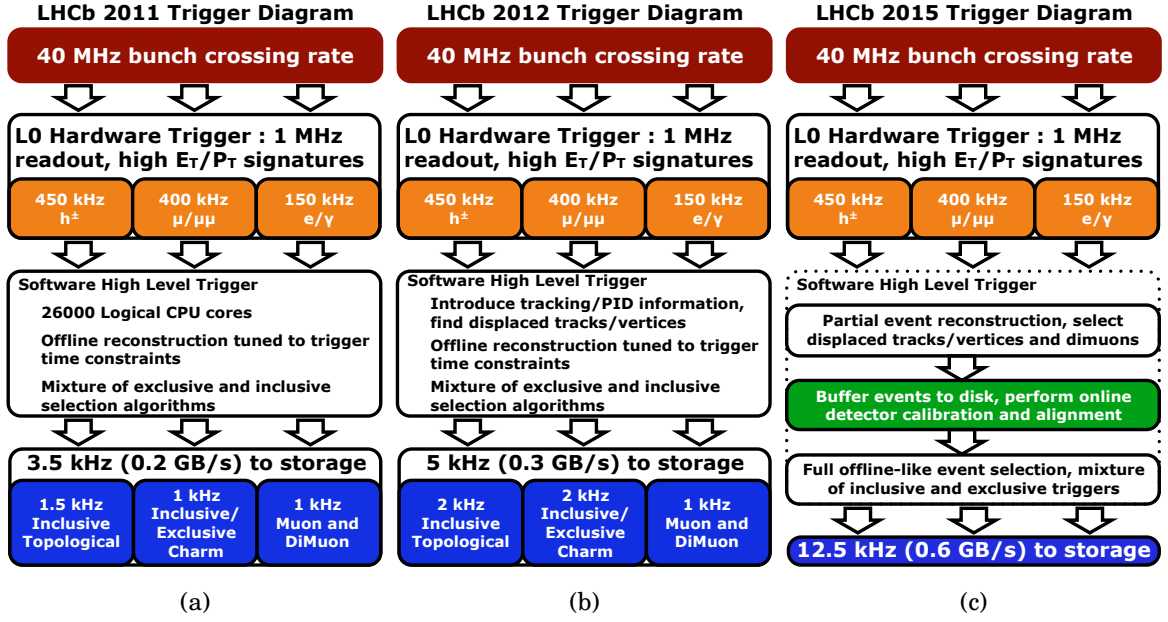 LHCb 2011 Trigger Diagram
40 MHz bunch crossing rate
L0 Hardware Trigger : 1 MHz
readout, high ET/PT signatures
450 kHz
h±
400 kHz
μ/μμ
150 kHz
e/γ
Software High Level Trigger
26000 Logical CPU cores
Offline reconstruction tuned to trigger
time constraints
Mixture of exclusive and inclusive
selection algorithms
3.5 kHz (0.2 GB/s) to storage
1.5 kHz
Inclusive
Topological
1 kHz
Inclusive/
Exclusive
Charm
1 kHz
Muon and
DiMuon
(a)
LHCb 2012 Trigger Diagram
40 MHz bunch crossing rate
L0 Hardware Trigger : 1 MHz
readout, high ET/PT signatures
450 kHz
h±
400 kHz
μ/μμ
150 kHz
e/γ
Software High Level Trigger
Introduce tracking/PID information,
find displaced tracks/vertices
Offline reconstruction tuned to trigger
time constraints
Mixture of exclusive and inclusive
selection algorithms
5 kHz (0.3 GB/s) to storage
2 kHz
Inclusive
Topological
2 kHz
Inclusive/
Exclusive
Charm
1 kHz
Muon and
DiMuon
(b)
LHCb 2015 Trigger Diagram
40 MHz bunch crossing rate
L0 Hardware Trigger : 1 MHz
readout, high ET/PT signatures
450 kHz
h±
400 kHz
μ/μμ
150 kHz
e/γ
Software High Level Trigger
Partial event reconstruction, select
displaced tracks/vertices and dimuons
Buffer events to disk, perform online
detector calibration and alignment
Full offline-like event selection, mixture
of inclusive and exclusive triggers
12.5 kHz (0.6 GB/s) to storage
(c)